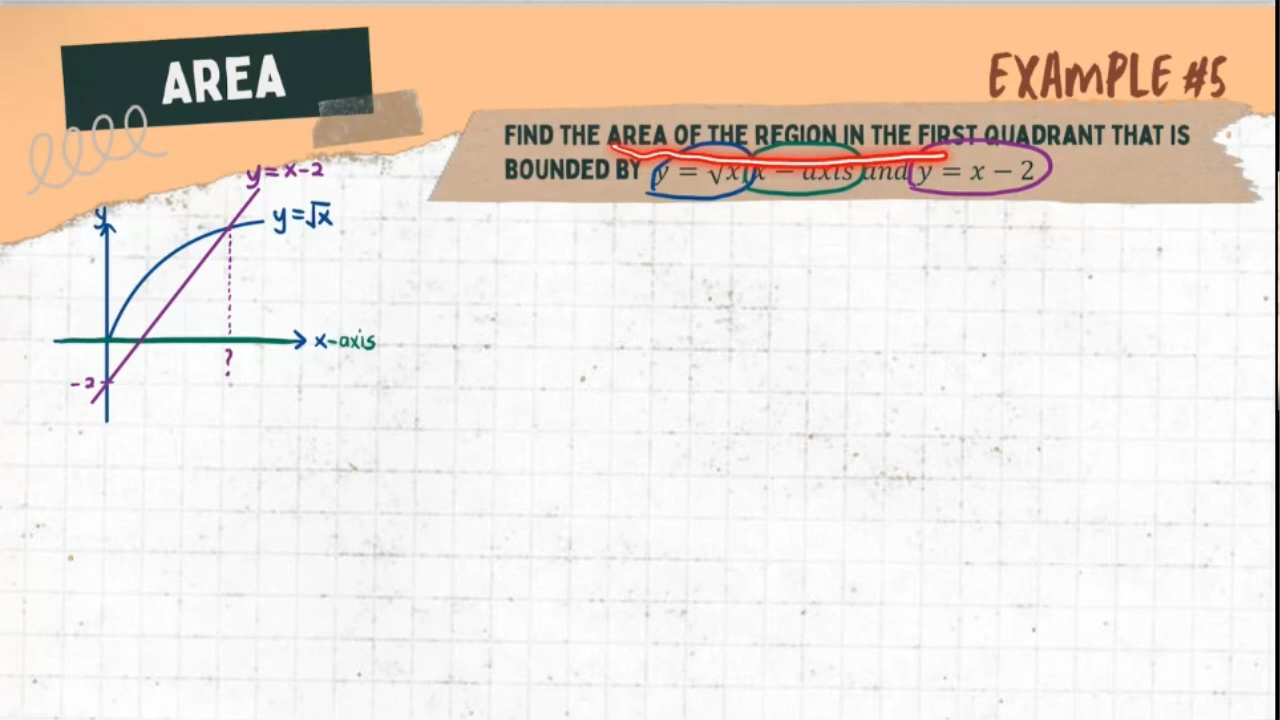 AREA
EXAMPLE #5
FIND THE AREA OF THE REGION IN THE FIRST QUADRANT THAT IS
BOUNDED BY y = √x, x − axis and y = x − 2
y = x-2
y
y = √x
x-axis
?
-2